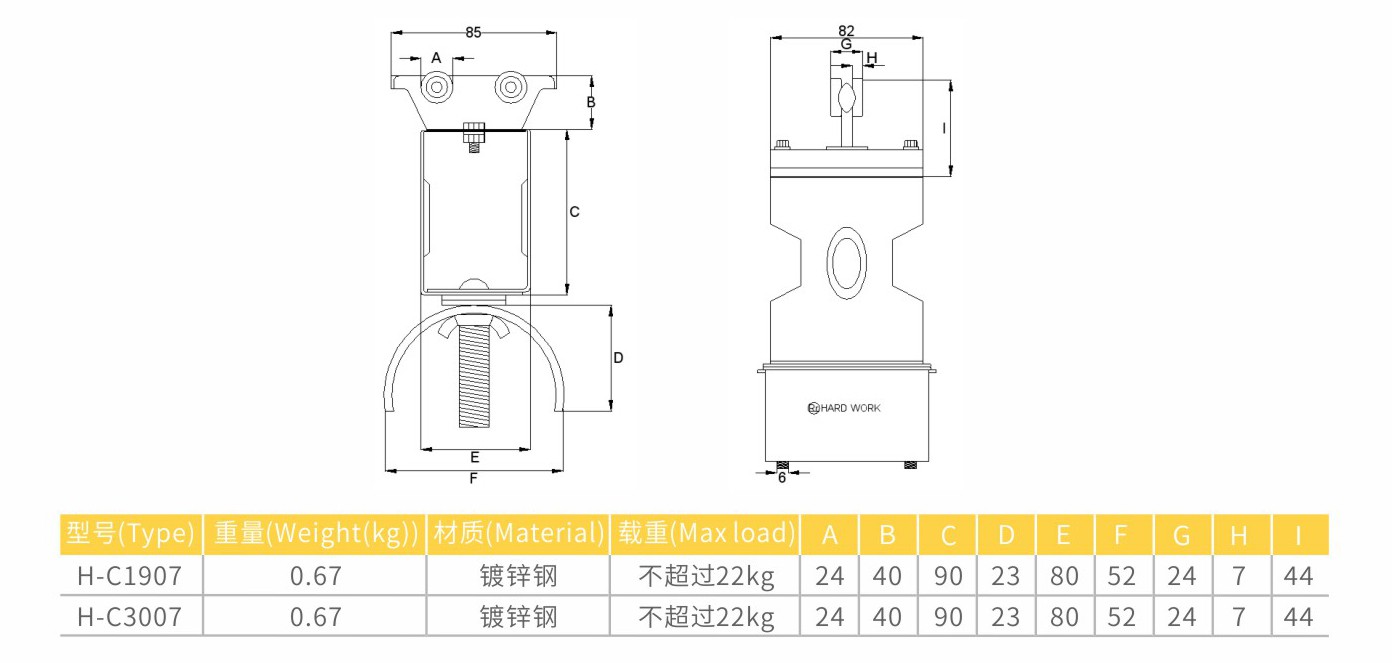 85
A
B
C
D
E
F
82
G
H
I
HARD WORK
6
型号(Type) 重量(Weight(kg)) 材质(Material) 载重(Max load) A B C D E F G H I
H-C1907 0.67 镀锌钢 不超过22kg 24 40 90 23 80 52 24 7 44
H-C3007 0.67 镀锌钢 不超过22kg 24 40 90 23 80 52 24 7 44